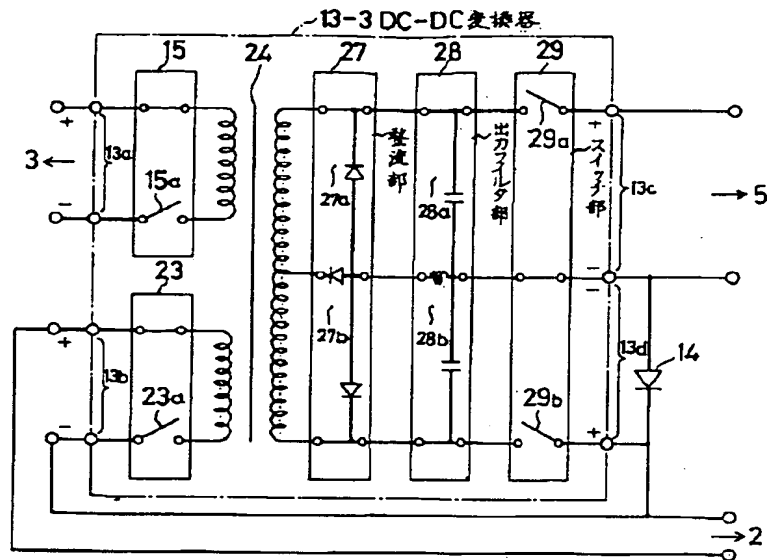 13-3 DC-DC変換器
15
24
27
28
29
+
3
13a
15a
−
整流部
27a
28a
出力フィルタ部
29a
スイッチ部
+
13c
5
−
−
23
+
13b
23a
−
27b
28b
29b
13d
+
14
2